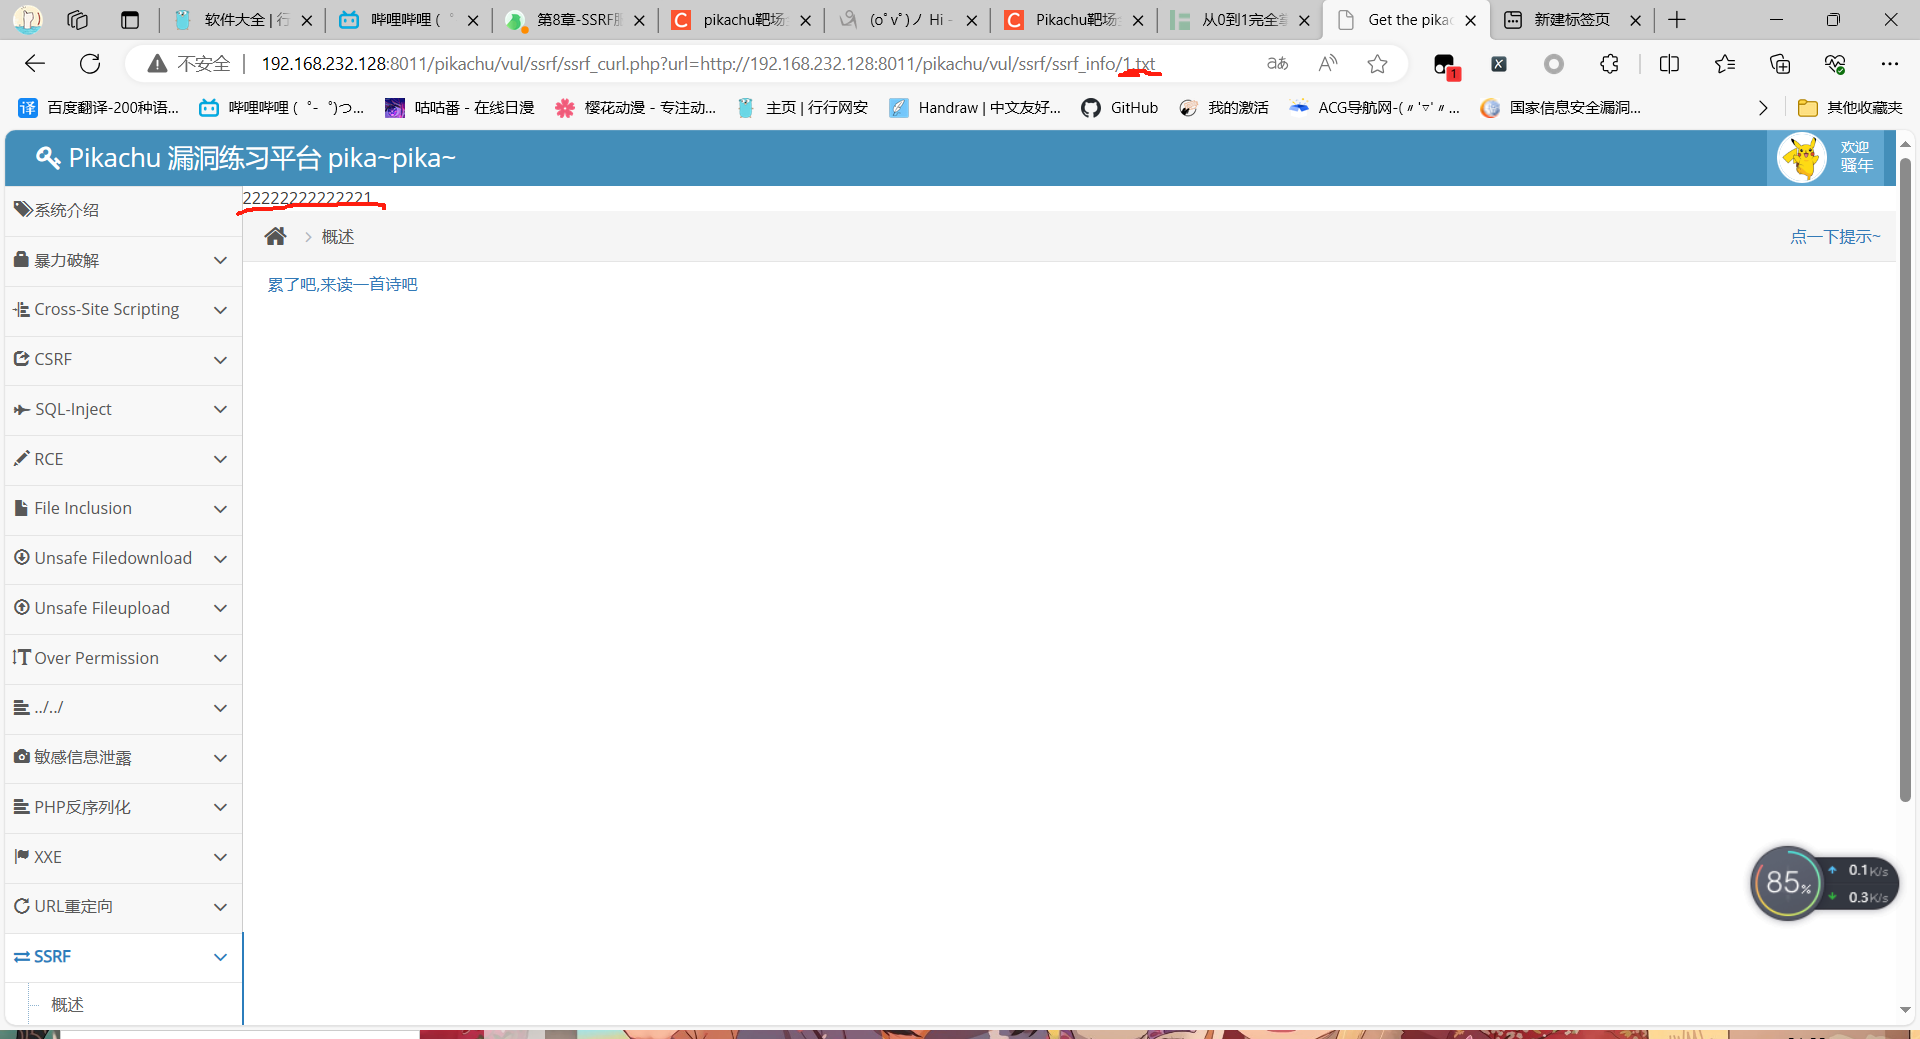 软件大全 | 行
哔哩哔哩 (゜
第8章-SSRF服
pikachu靶场
(o゚v゚)ノ Hi -
Pikachu靶场
从0到1完全
Get the pikac
新建标签页
不安全 192.168.232.128:8011/pikachu/vul/ssrf/ssrf_curl.php?url=http://192.168.232.128:8011/pikachu/vul/ssrf/ssrf_info/1.txt
1
译 百度翻译-200种语...
哔哩哔哩 (゜-゜)つ...
咕咕番 - 在线日漫
樱花动漫 - 专注动...
主页 | 行行网安
Handraw | 中文友好...
GitHub
我的激活
ACG导航网-(〃'▽'〃...
国家信息安全漏洞...
其他收藏夹
Pikachu 漏洞练习平台 pika~pika~
欢迎
骚年
22222222222221
概述
点一下提示~
累了吧,来读一首诗吧
系统介绍
暴力破解
Cross-Site Scripting
CSRF
SQL-Inject
RCE
File Inclusion
Unsafe Filedownload
Unsafe Fileupload
Over Permission
../../
敏感信息泄露
PHP反序列化
XXE
URL重定向
SSRF
概述
85%
0.1K/s
0.3K/s